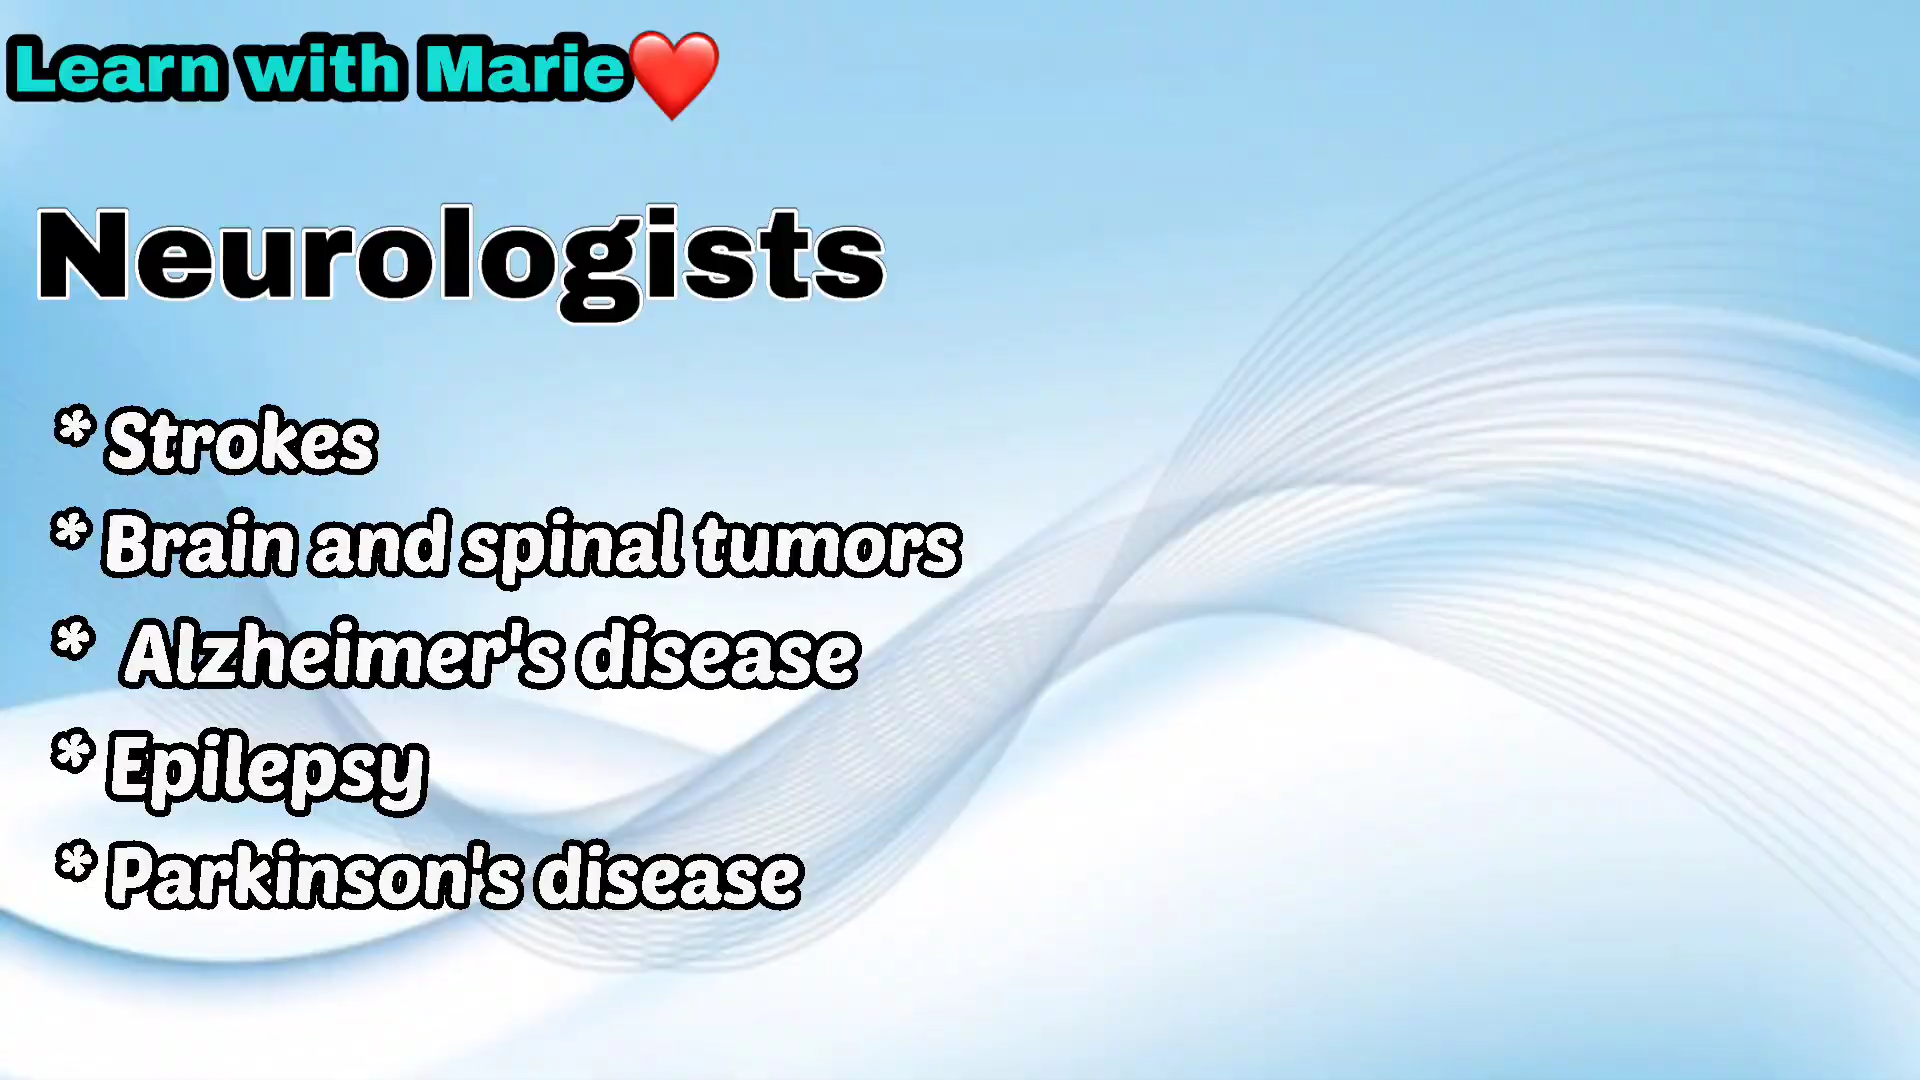 Learn with Marie❤️
Neurologists
* Strokes
* Brain and spinal tumors
* Alzheimer's disease
* Epilepsy
* Parkinson's disease